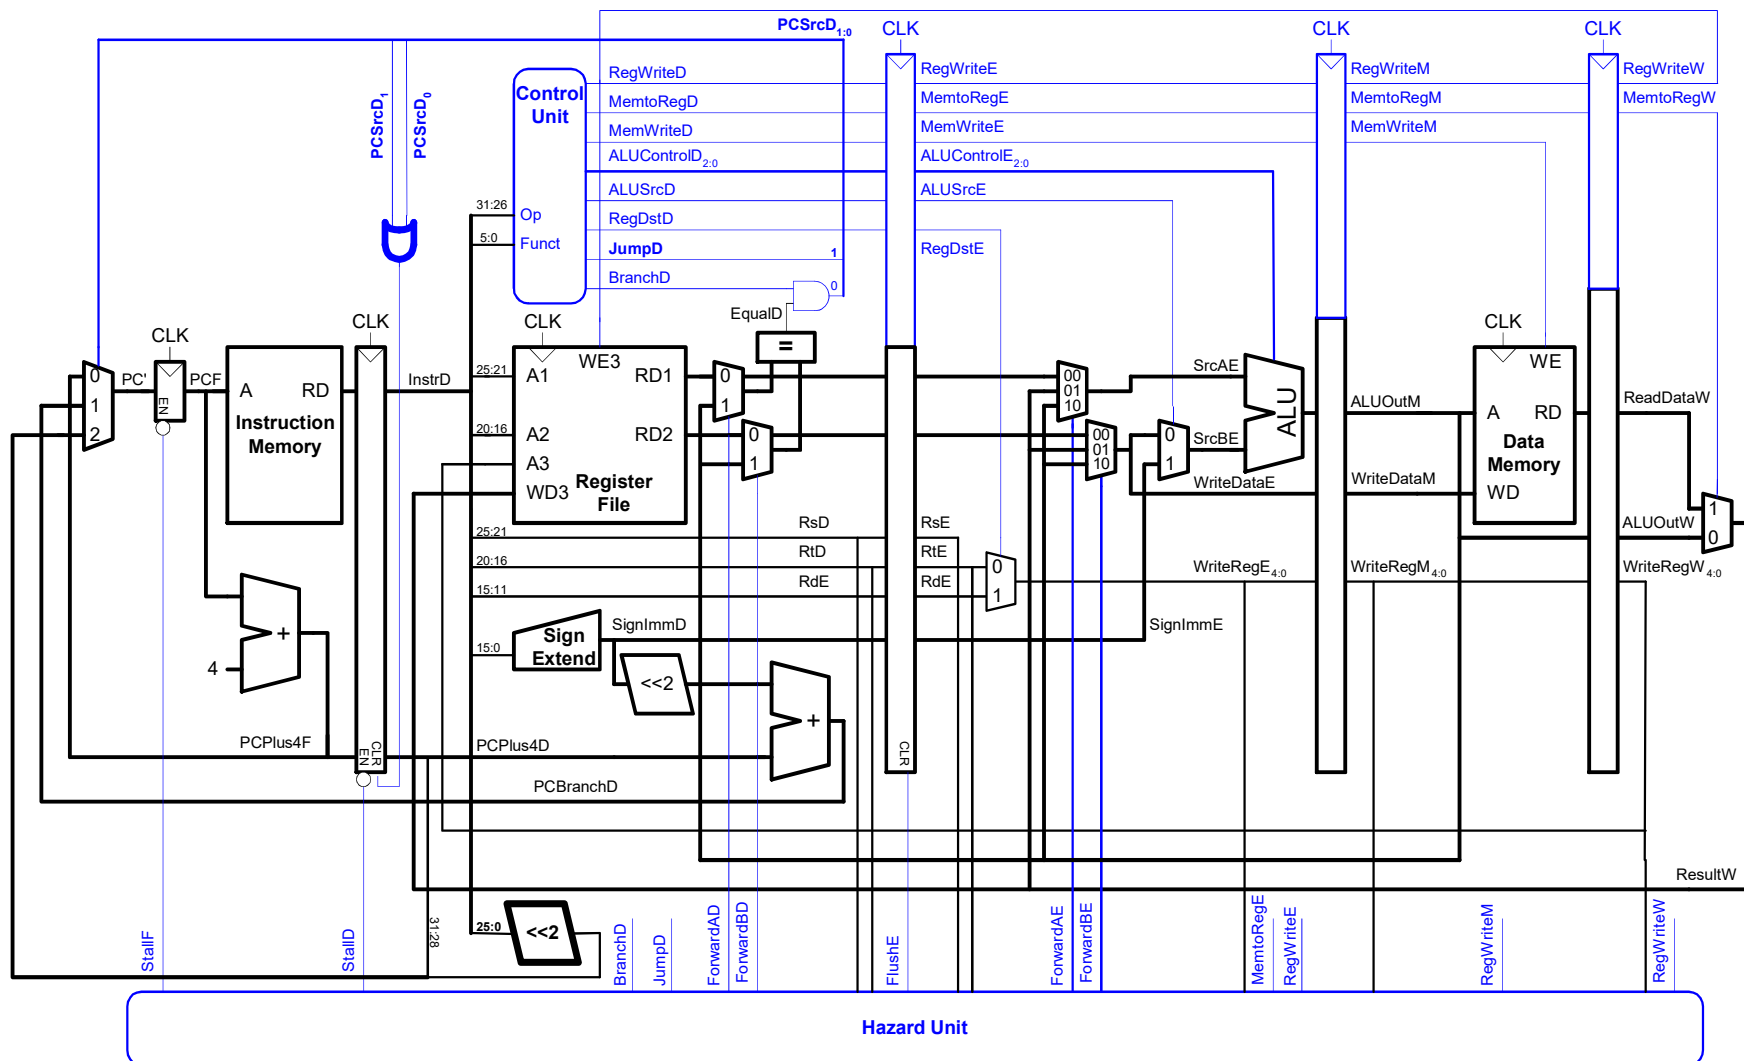 PCSrcD1:0
CLK
CLK
CLK
PCSrcD1
PCSrcD0
Control
Unit
Op
Funct
31:26
5:0
RegWriteD
MemtoRegD
MemWriteD
ALUControlD2:0
ALUSrcD
RegDstD
JumpD
BranchD
1
0
RegWriteE
MemtoRegE
MemWriteE
ALUControlE2:0
ALUSrcE
RegDstE
RegWriteM
MemtoRegM
MemWriteM
RegWriteW
MemtoRegW
EqualD
=
CLK
CLK
CLK
CLK
0
1
2
PC'
EN
PCF
A
RD
Instruction
Memory
InstrD
25:21
20:16
A1
A2
A3
WD3
WE3
RD1
RD2
Register
File
0
1
0
1
00
01
10
00
01
10
0
1
SrcAE
SrcBE
ALU
WriteDataE
ALUOutM
WriteDataM
A
RD
WE
Data
Memory
WD
ReadDataW
1
0
ALUOutW
25:21
20:16
15:11
15:0
RsD
RtD
RdE
RsE
RtE
RdE
0
1
WriteRegE4:0
WriteRegM4:0
WriteRegW4:0
Sign
Extend
SignImmD
SignImmE
<<2
+
4
+
PCPlus4F
EN
CLR
PCPlus4D
PCBranchD
CLR
ResultW
25:0
<<2
31:28
StallF
StallD
BranchD
JumpD
ForwardAD
ForwardBD
FlushE
ForwardAE
ForwardBE
MemtoRegE
RegWriteE
RegWriteM
RegWriteW
Hazard Unit